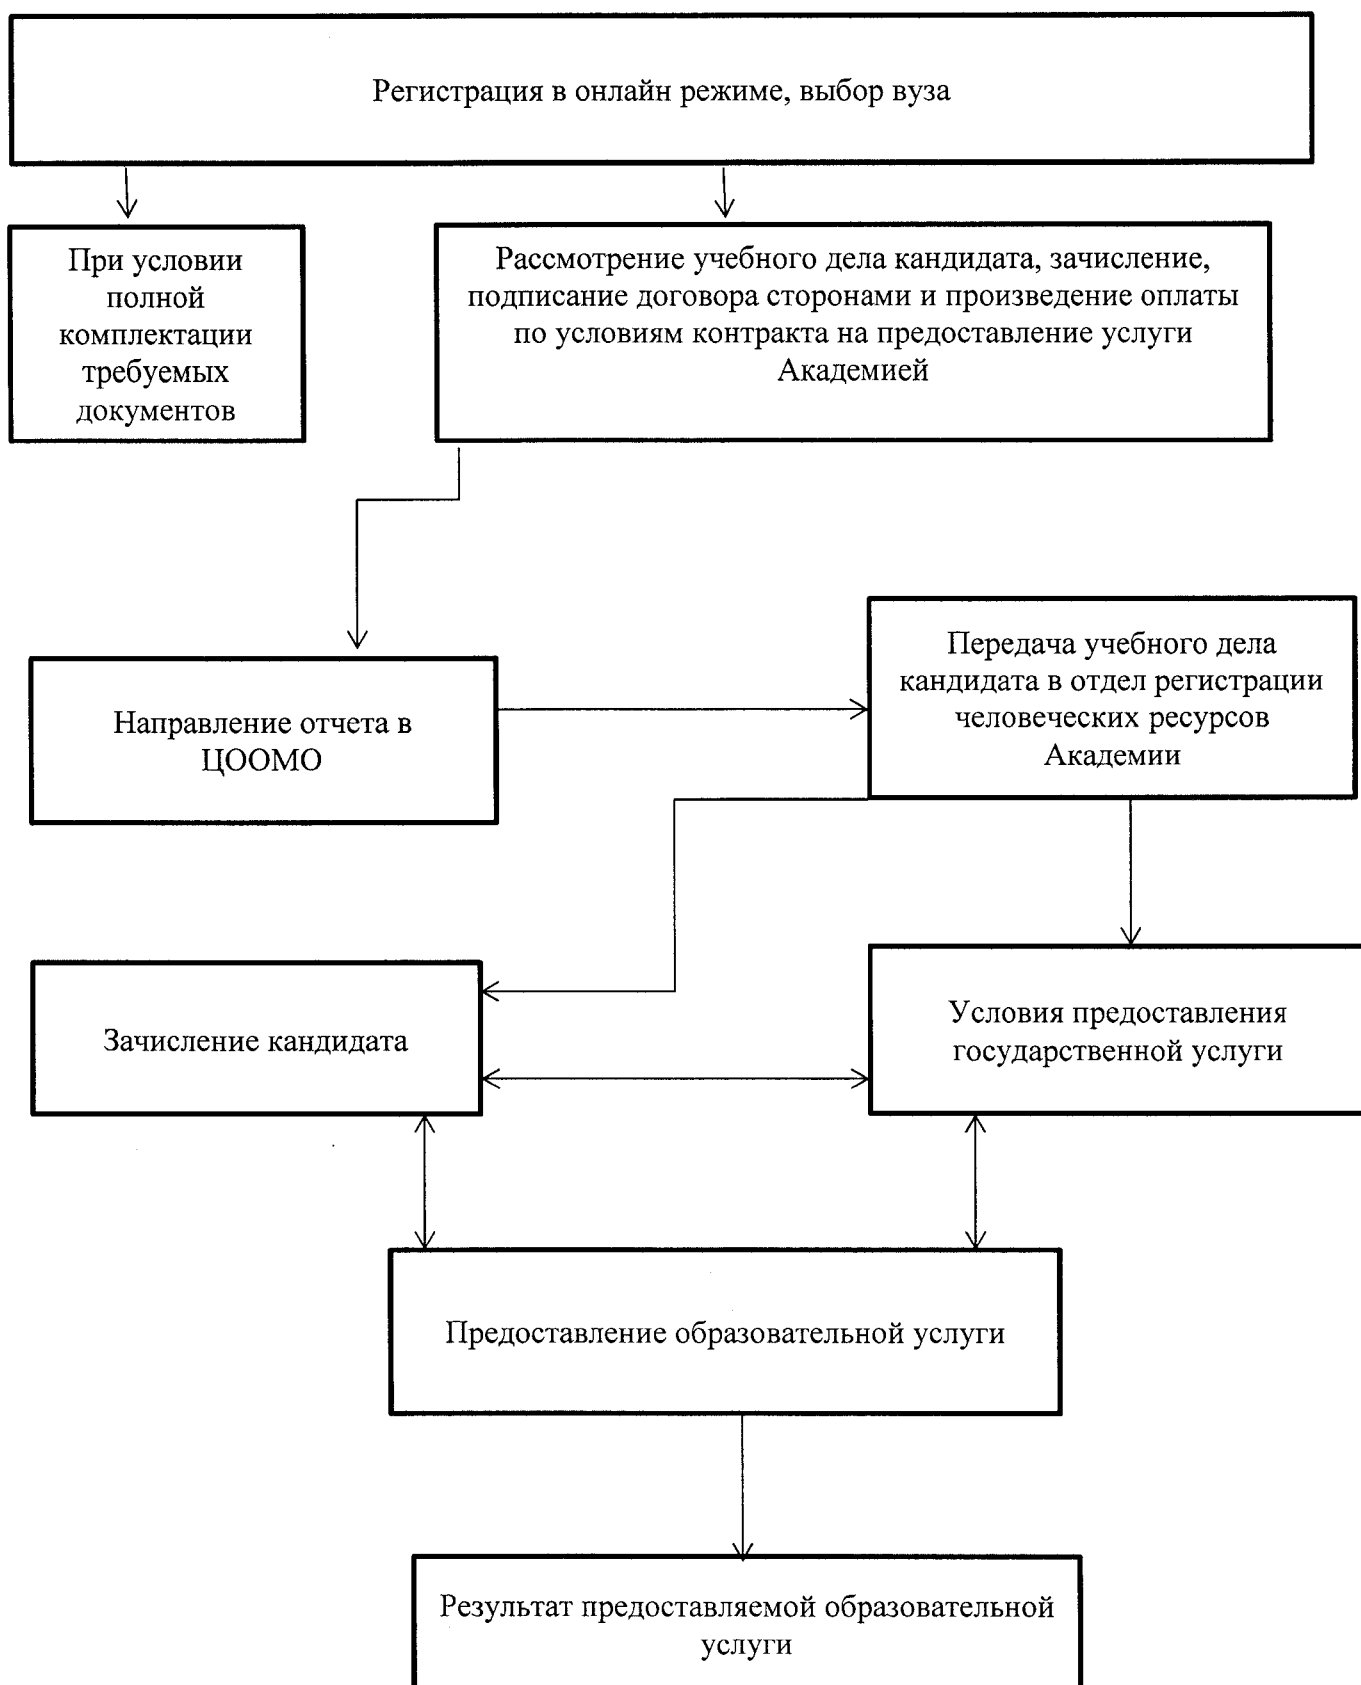 Регистрация в онлайн режиме, выбор вуза
При условии
полной
комплектации
требуемых
документов
Рассмотрение учебного дела кандидата, зачисление,
подписание договора сторонами и произведение оплаты
по условиям контракта на предоставление услуги
Академией
Передача учебного дела
кандидата в отдел регистрации
человеческих ресурсов
Академии
Направление отчета в
ЦООМО
Зачисление кандидата
Условия предоставления
государственной услуги
Предоставление образовательной услуги
Результат предоставляемой образовательной
услуги